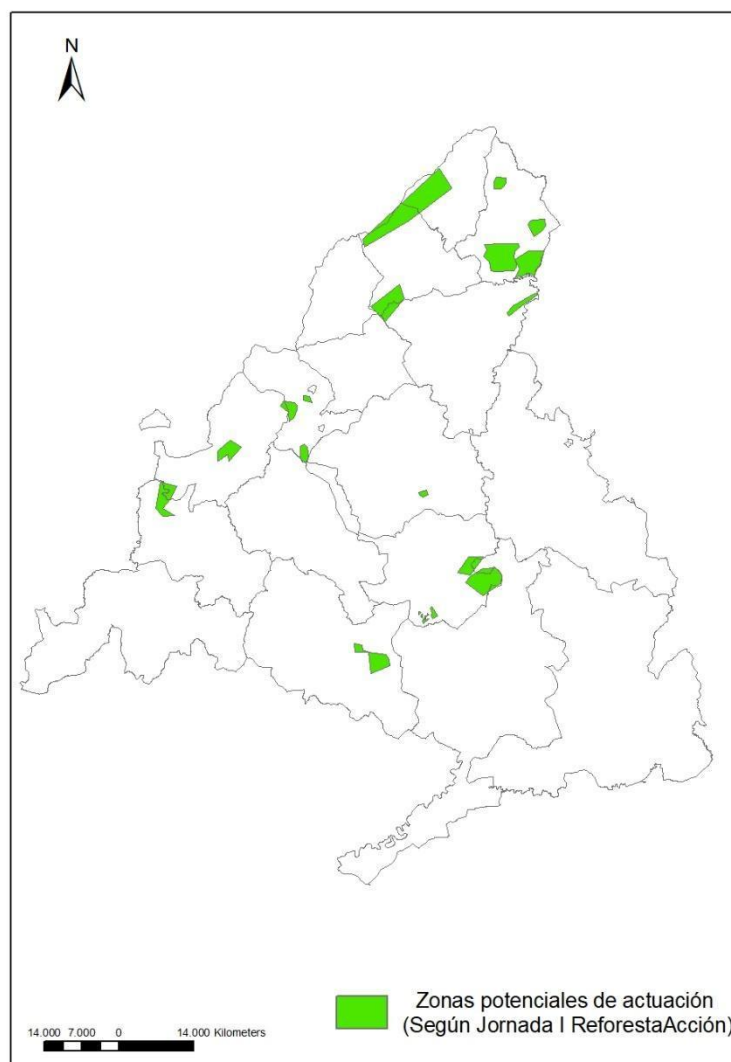 N
Zonas potenciales de actuación
(Según Jornada I ReforestaAcción)
14.000 7.000 0 14.000 Kilometers